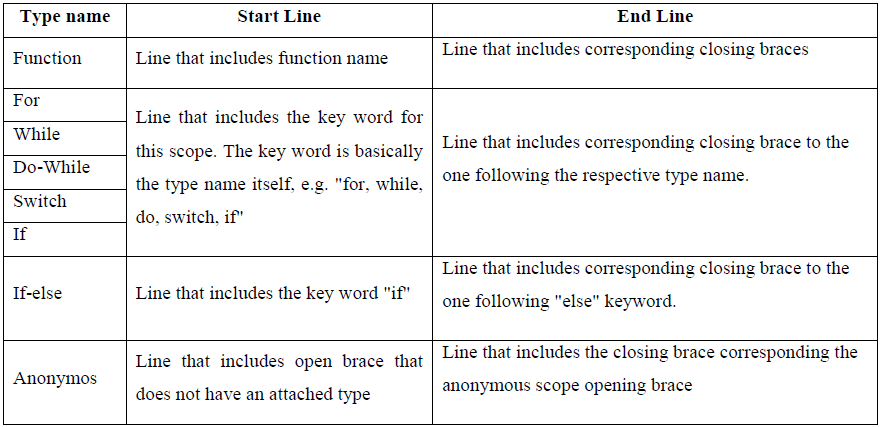 Type name Start Line End Line
Function Line that includes function name Line that includes corresponding closing braces
For
While
Do-While
Switch
If
Line that includes the key word for
this scope. The key word is basically
the type name itself, e.g. "for, while,
do, switch, if"
Line that includes corresponding closing brace to the
one following the respective type name.
If-else
Line that includes the key word "if"
Line that includes corresponding closing brace to the
one following "else" keyword.
Anonymos
Line that includes open brace that
does not have an attached type
Line that includes the closing brace corresponding the
anonymous scope opening brace